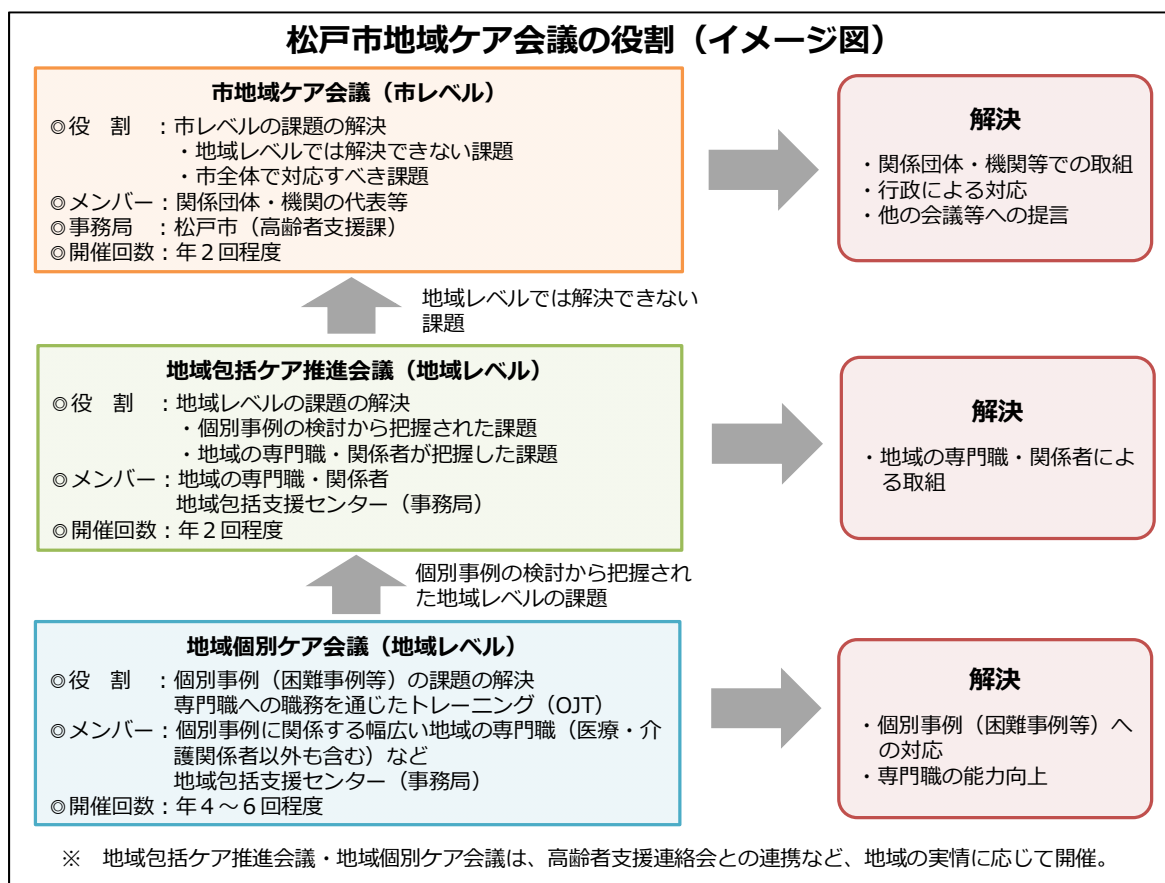 松戸市地域ケア会議の役割（イメージ図）
市地域ケア会議（市レベル）
◎役　割　：市レベルの課題の解決
・地域レベルでは解決できない課題
・市全体で対応すべき課題
◎メンバー：関係団体・機関の代表等
◎事務局　：松戸市（高齢者支援課）
◎開催回数：年２回程度
解決
・関係団体・機関等での取組
・行政による対応
・他の会議等への提言
地域レベルでは解決できない
課題
地域包括ケア推進会議（地域レベル）
◎役　割　：地域レベルの課題の解決
・個別事例の検討から把握された課題
・地域の専門職・関係者が把握した課題
◎メンバー：地域の専門職・関係者
地域包括支援センター（事務局）
◎開催回数：年２回程度
解決
・地域の専門職・関係者によ
る取組
個別事例の検討から把握され
た地域レベルの課題
地域個別ケア会議（地域レベル）
◎役　割　：個別事例（困難事例等）の課題の解決
専門職への職務を通じたトレーニング（OJT）
◎メンバー：個別事例に関係する幅広い地域の専門職（医療・介
護関係者以外も含む）など
地域包括支援センター（事務局）
◎開催回数：年４～６回程度
解決
・個別事例（困難事例等）へ
の対応
・専門職の能力向上
※　地域包括ケア推進会議・地域個別ケア会議は、高齢者支援連絡会との連携など、地域の実情に応じて開催。